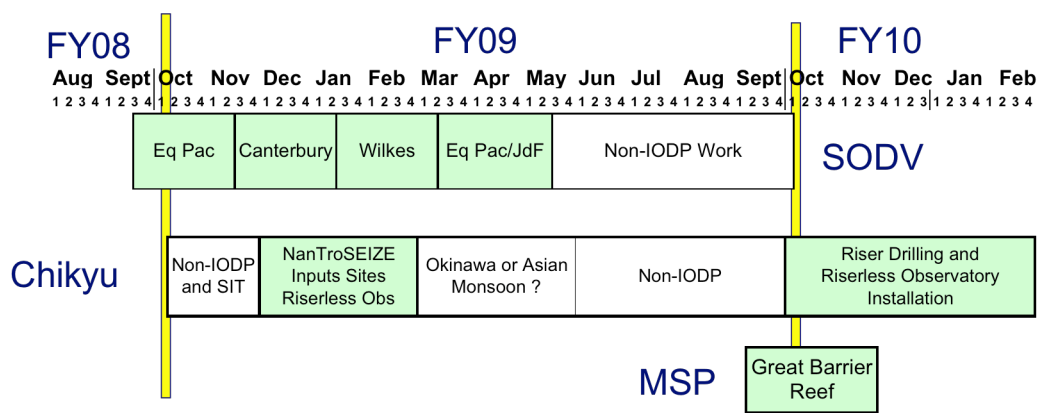 FY08 FY09 FY10
Aug Sept Oct Nov Dec Jan Feb Mar Apr May Jun Jul Aug Sept Oct Nov Dec Jan Feb
1 2 3 4 1 2 3 4 1 2 3 4 1 2 3 4 1 2 3 4 1 2 3 4 1 2 3 4 1 2 3 4 1 2 3 4 1 2 3 4 1 2 3 4 1 2 3 4 1 2 3 4 1 2 3 4 1 2 3 4 1 2 3 4 1 2 3 1 2 3 4 1 2 3 4
Eq Pac Canterbury Wilkes Eq Pac/JdF Non-IODP Work SODV
Chikyu
Non-IODP
and SIT
NanTroSEIZE
Inputs Sites
Riserless Obs
Okinawa or Asian
Monsoon ?
Non-IODP
Riser Drilling and
Riserless Observatory
Installation
MSP
Great Barrier
Reef